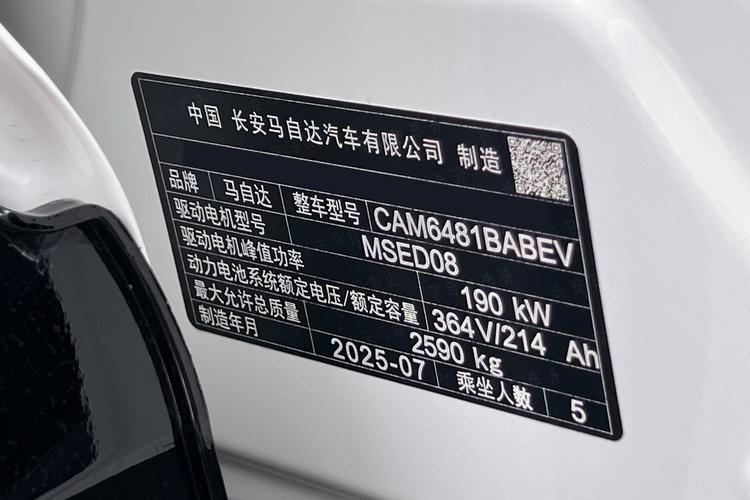 中国 长安马自达汽车有限公司 制造
品牌 马自达 整车型号 CAM6481BABEV
驱动电机型号 MSED08
驱动电机峰值功率 190 kW
动力电池系统额定电压/额定容量 364V/214 Ah
最大允许总质量 2590 kg
制造年月 2025-07 乘坐人数 5